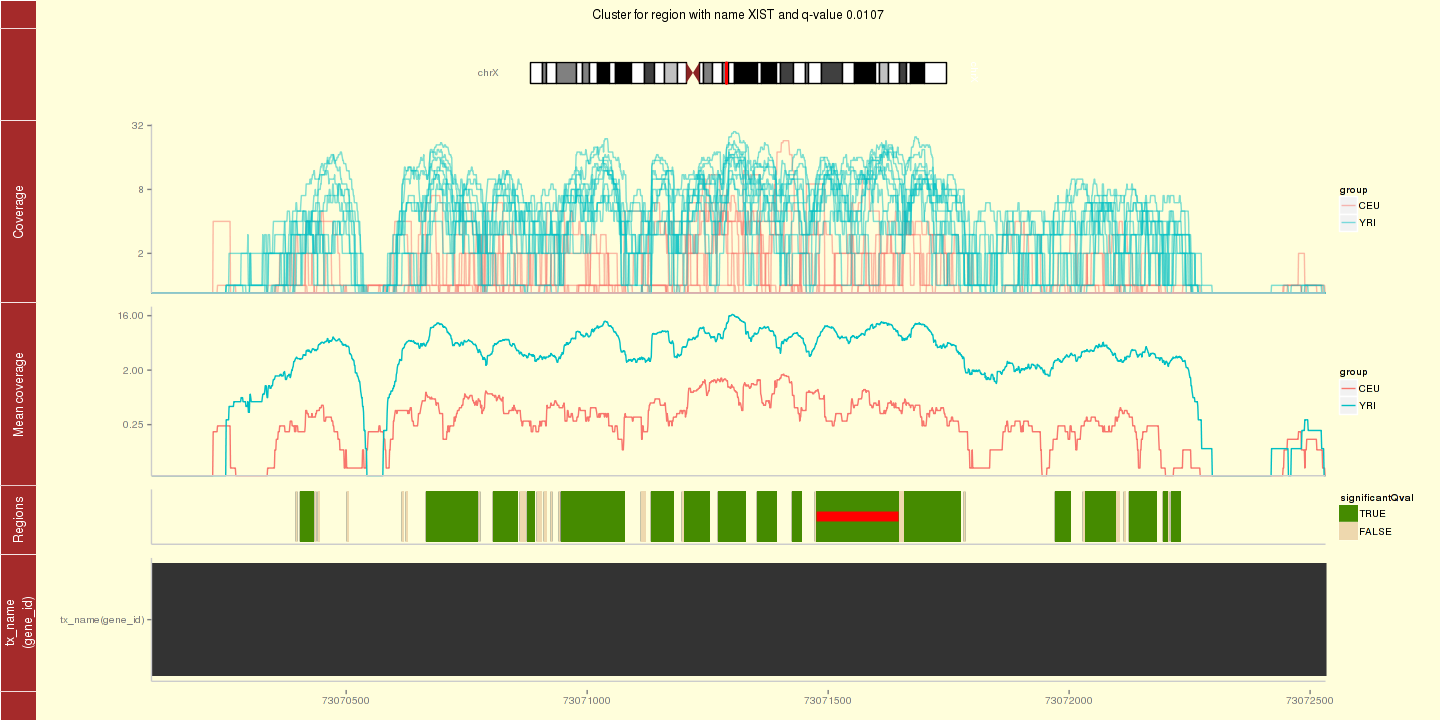 Cluster for region with name XIST and q-value 0.0107
chrX
Coverage
32
8
2
group
CEU
YRI
Mean coverage
16.00
2.00
0.25
group
CEU
YRI
Regions
significantQval
TRUE
FALSE
tx_name
(gene_id)
tx_name(gene_id)
73070500
73071000
73071500
73072000
73072500